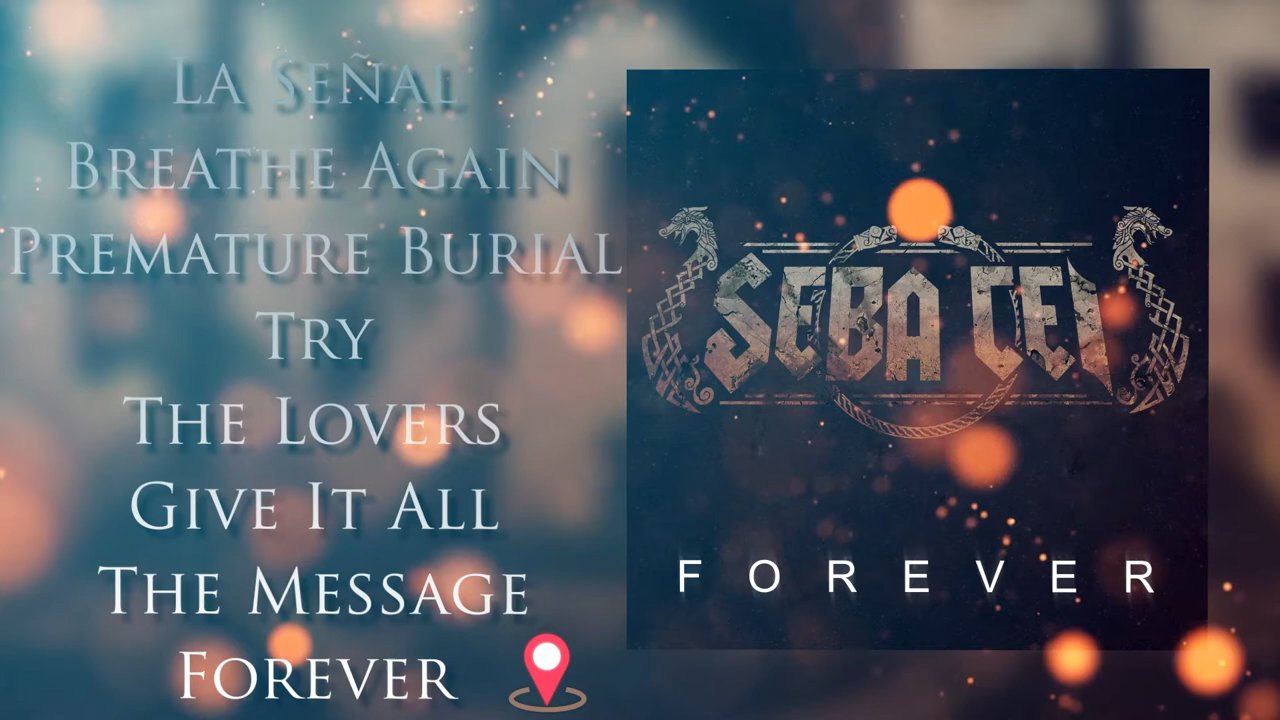 La Señal
Breathe Again
Premature Burial
Try
The Lovers
Give It All
The Message
Forever
SEBA CEI
FOREVER